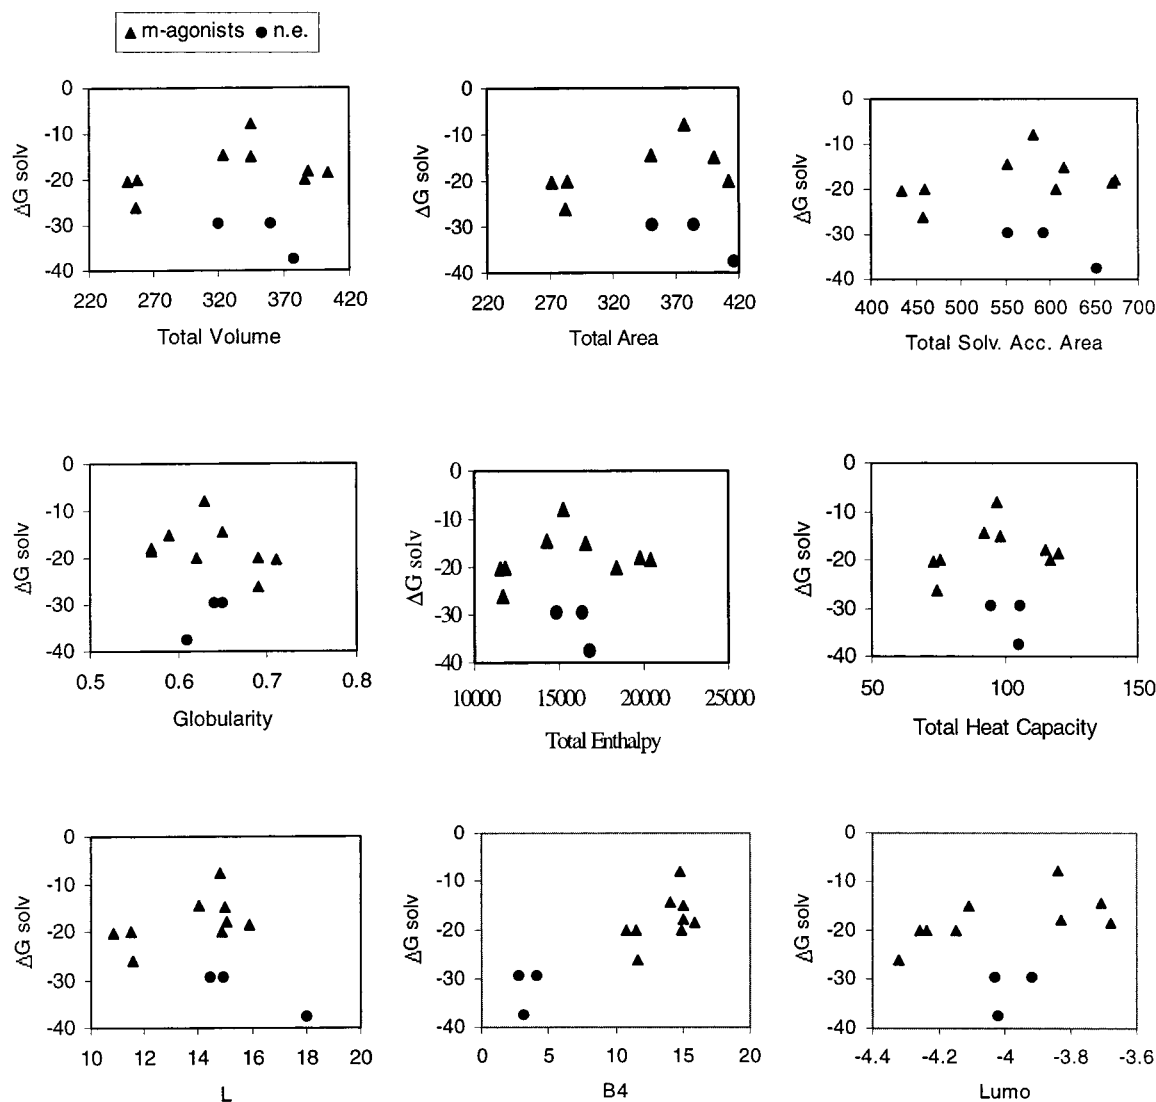 m-agonists n.e.
0
-10
-20
-30
-40
ΔG solv
220 270 320 370 420
Total Volume
0
-10
-20
-30
-40
ΔG solv
220 270 320 370 420
Total Area
0
-10
-20
-30
-40
ΔG solv
400 450 500 550 600 650 700
Total Solv. Acc. Area
0
-10
-20
-30
-40
ΔG solv
0.5 0.6 0.7 0.8
Globularity
0
-10
-20
-30
-40
ΔG solv
10000 15000 20000 25000
Total Enthalpy
0
-10
-20
-30
-40
ΔG solv
50 100 150
Total Heat Capacity
0
-10
-20
-30
-40
ΔG solv
10 12 14 16 18 20
L
0
-10
-20
-30
-40
ΔG solv
0 5 10 15 20
B4
0
-10
-20
-30
-40
ΔG solv
-4.4 -4.2 -4 -3.8 -3.6
Lumo